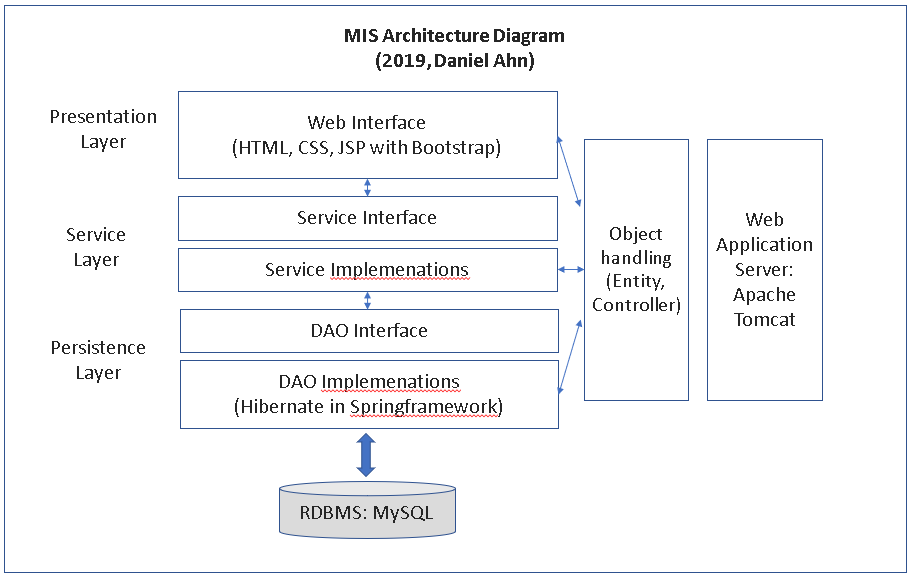 MIS Architecture Diagram
(2019, Daniel Ahn)
Presentation
Layer
Web Interface
(HTML, CSS, JSP with Bootstrap)
Service
Layer
Service Interface
Service Implemenations
Persistence
Layer
DAO Interface
DAO Implemenations
(Hibernate in Springframework)
Object
handling
(Entity,
Controller)
Web
Application
Server:
Apache
Tomcat
RDBMS: MySQL